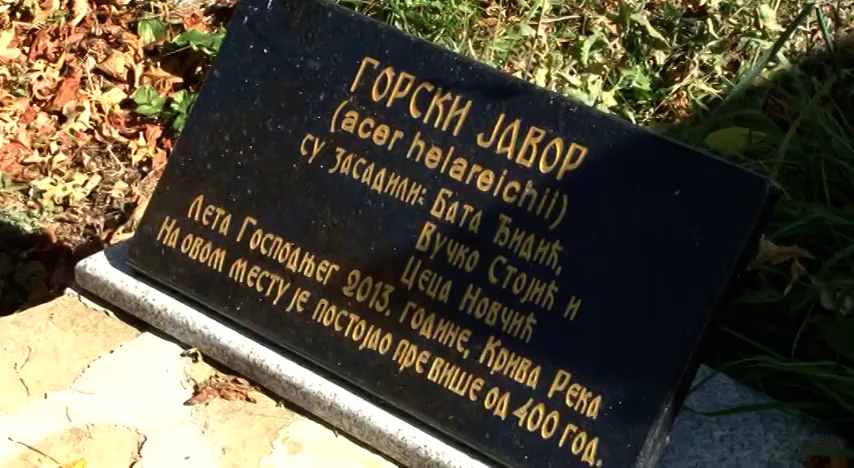 ГОРСКИ ЈАВОР
(acer helareichii)
СУ ЗАСАДИЛИ: БАТА ЂИДИЋ,
ВУЧКО СТОЈИЋ И
ЦЕЦА НОВЧИЋ
ЛЕТА ГОСПОДЊЕГ 2013. ГОДИНЕ, КРИВА РЕКА
НА ОВОМ МЕСТУ ЈЕ ПОСТОЈАО ПРЕ ВИШЕ ОД 400 ГОД.